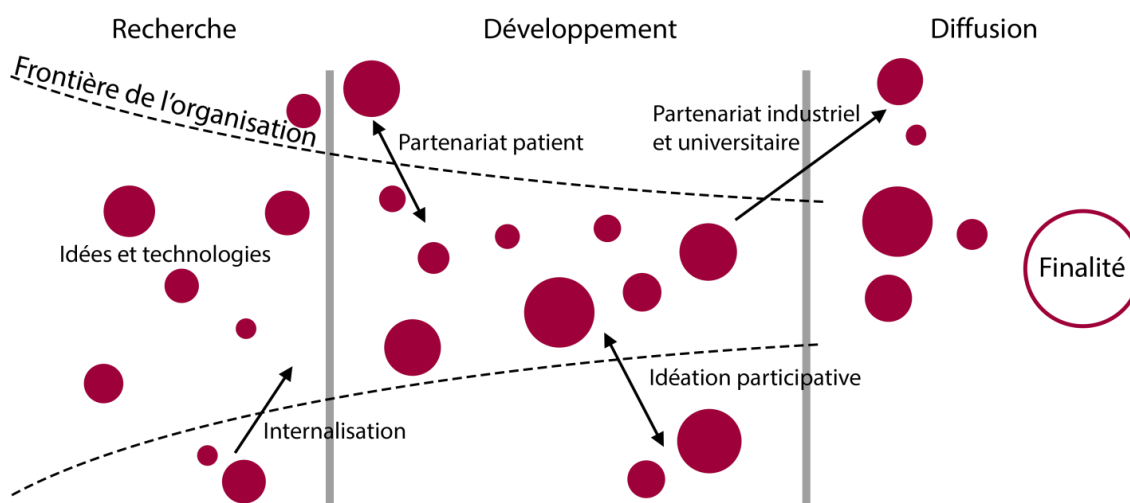 Recherche
Développement
Diffusion
Frontière de l'organisation
Partenariat patient
Partenariat industriel
et universitaire
Idées et technologies
Finalité
Idéation participative
Internalisation